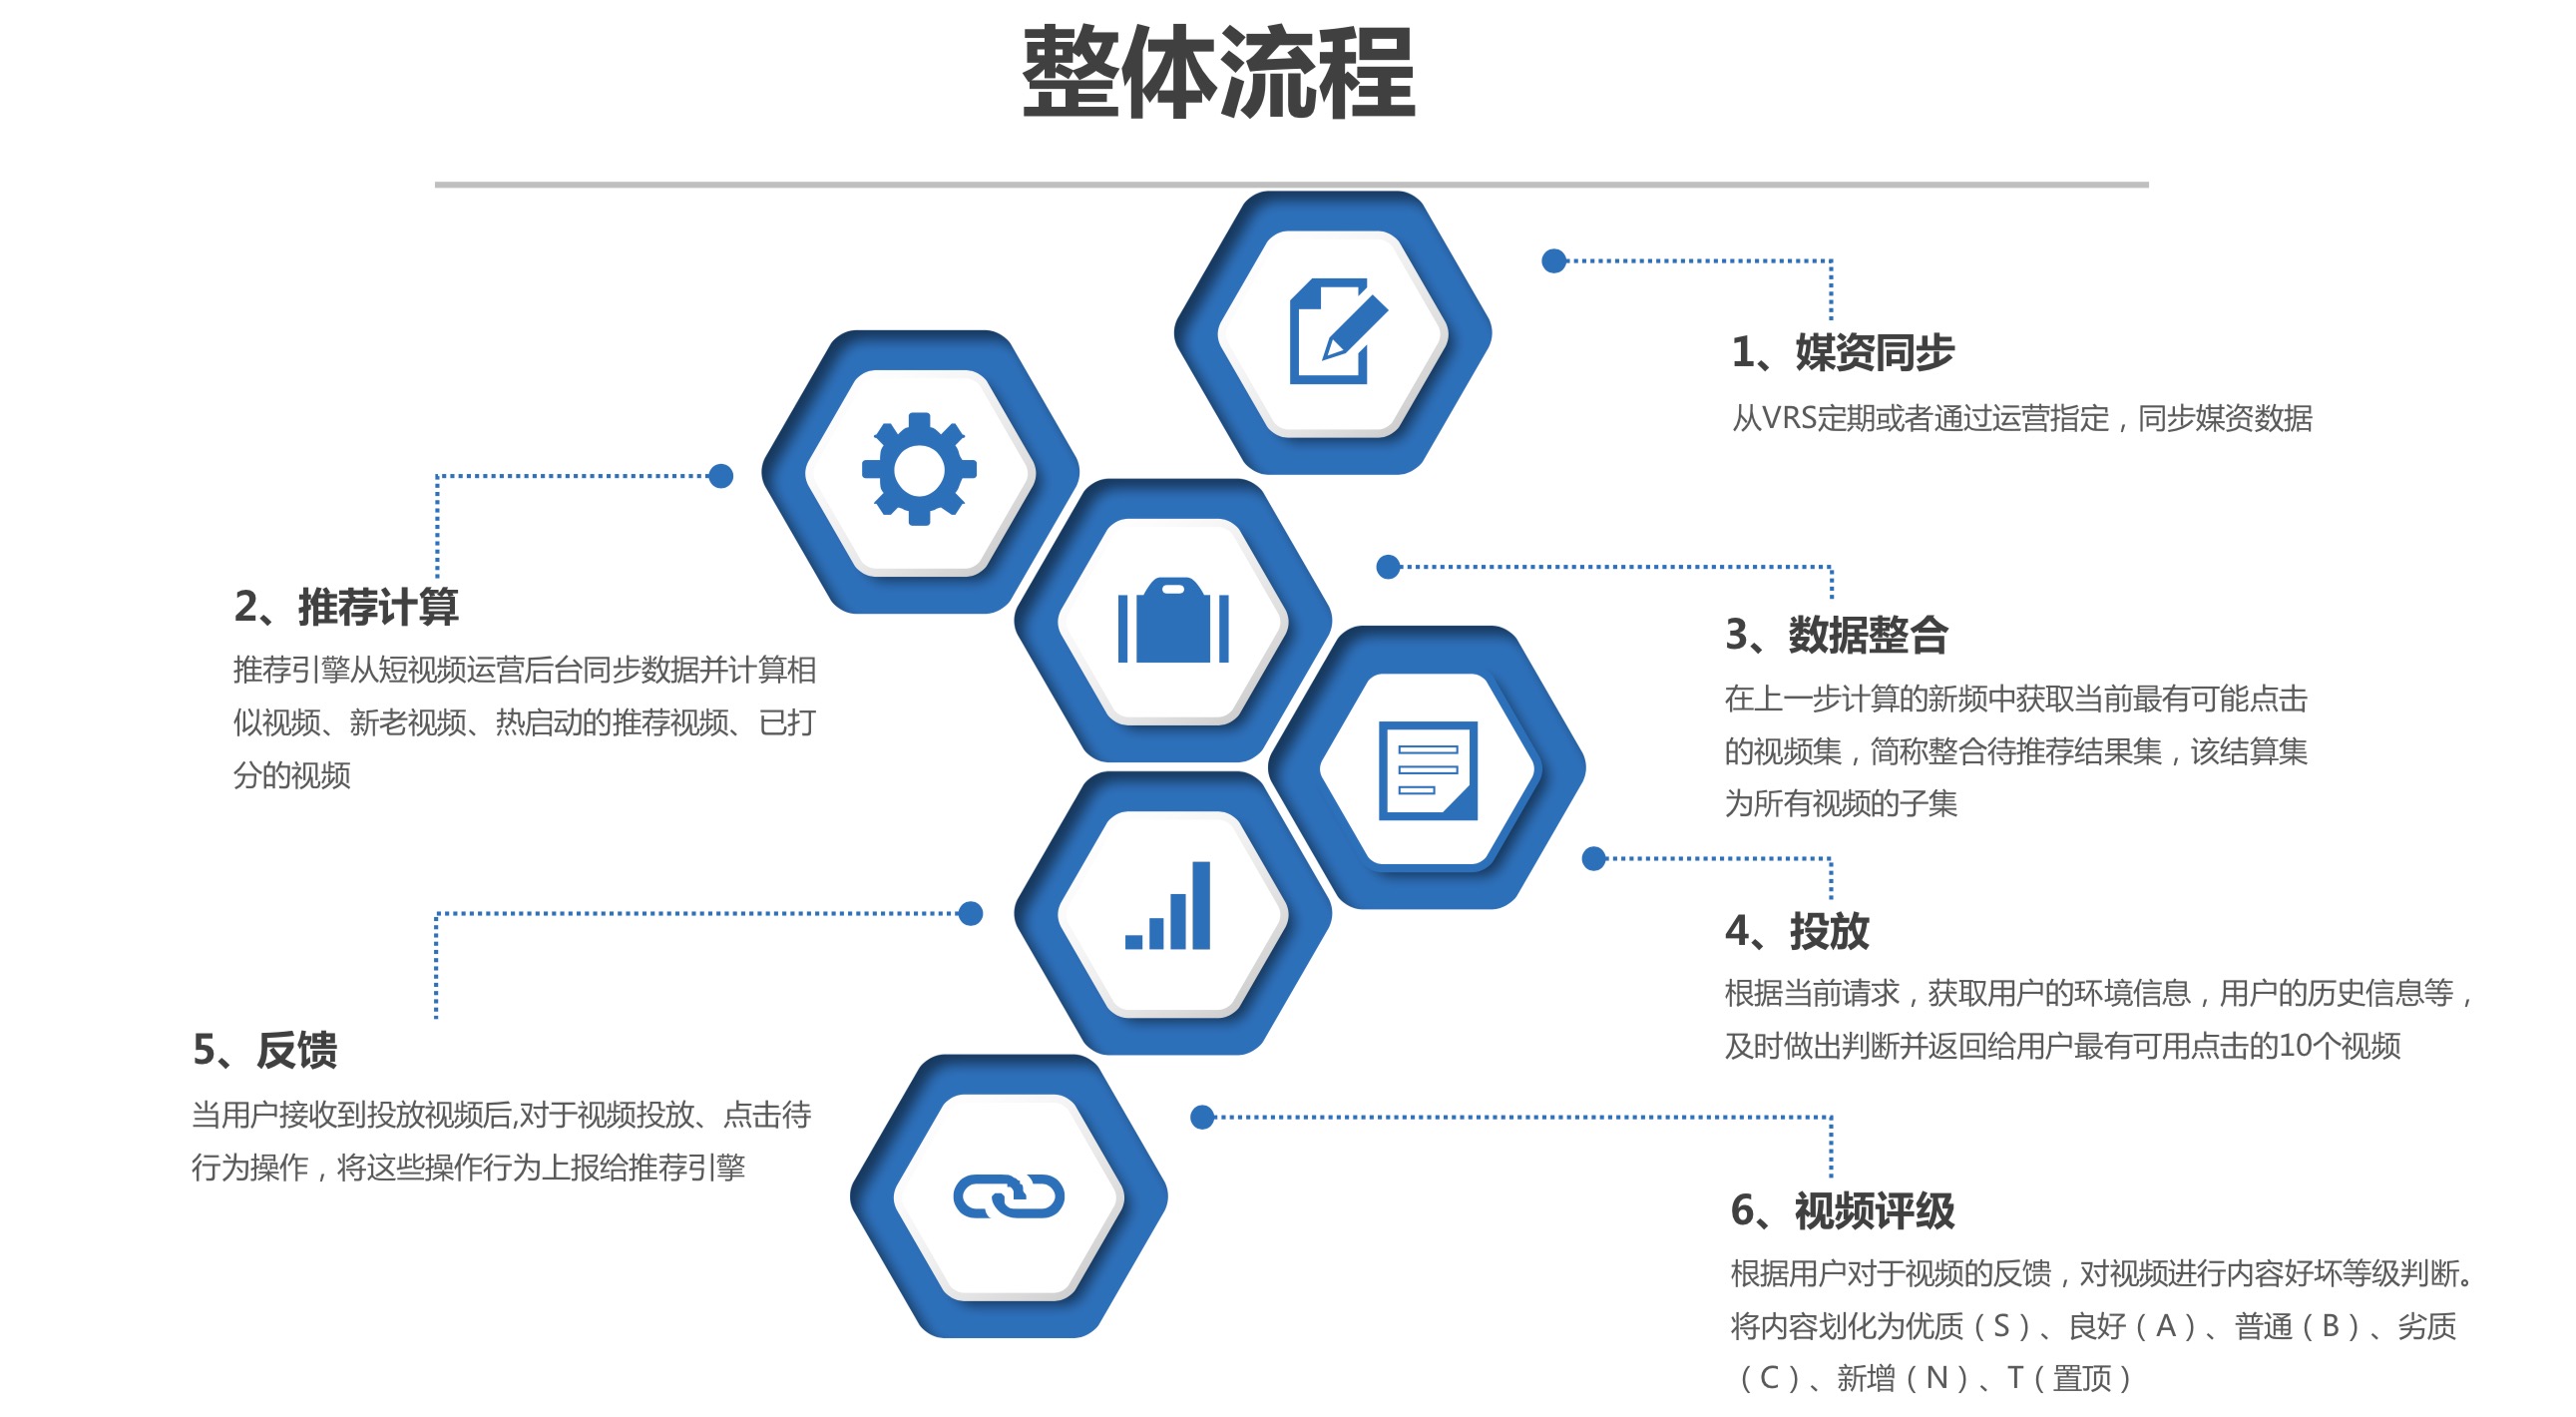 整体流程
1、媒资同步
从VRS定期或者通过运营指定，同步媒资数据
2、推荐计算
推荐引擎从短视频运营后台同步数据并计算相
似视频、新老视频、热启动的推荐视频、已打
分的视频
3、数据整合
在上一步计算的新频中获取当前最有可能点击
的视频集，简称整合待推荐结果集，该结算集
为所有视频的子集
4、投放
根据当前请求，获取用户的环境信息，用户的历史信息等，
及时做出判断并返回给用户最有可用点击的10个视频
5、反馈
当用户接收到投放视频后,对于视频投放、点击待
行为操作，将这些操作行为上报给推荐引擎
6、视频评级
根据用户对于视频的反馈，对视频进行内容好坏等级判断。
将内容划化为优质（S）、良好（A）、普通（B）、劣质
（C）、新增（N）、T（置顶）